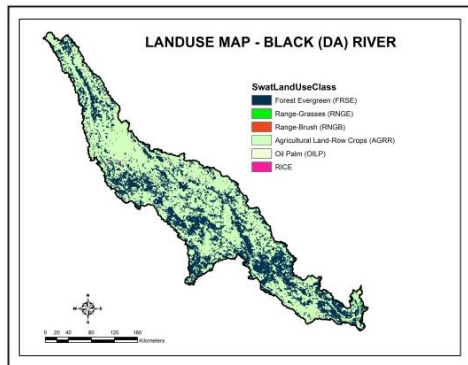 LANDUSE MAP - BLACK (DA) RIVER
SwatLandUseClass
Forest Evergreen (FRSE)
Range-Grasses (RNGE)
Range-Brush (RNGB)
Agricultural Land-Row Crops (AGRR)
Oil Palm (OILP)
RICE
N
W E
S
0 20 40 80 120 160
Kilometers